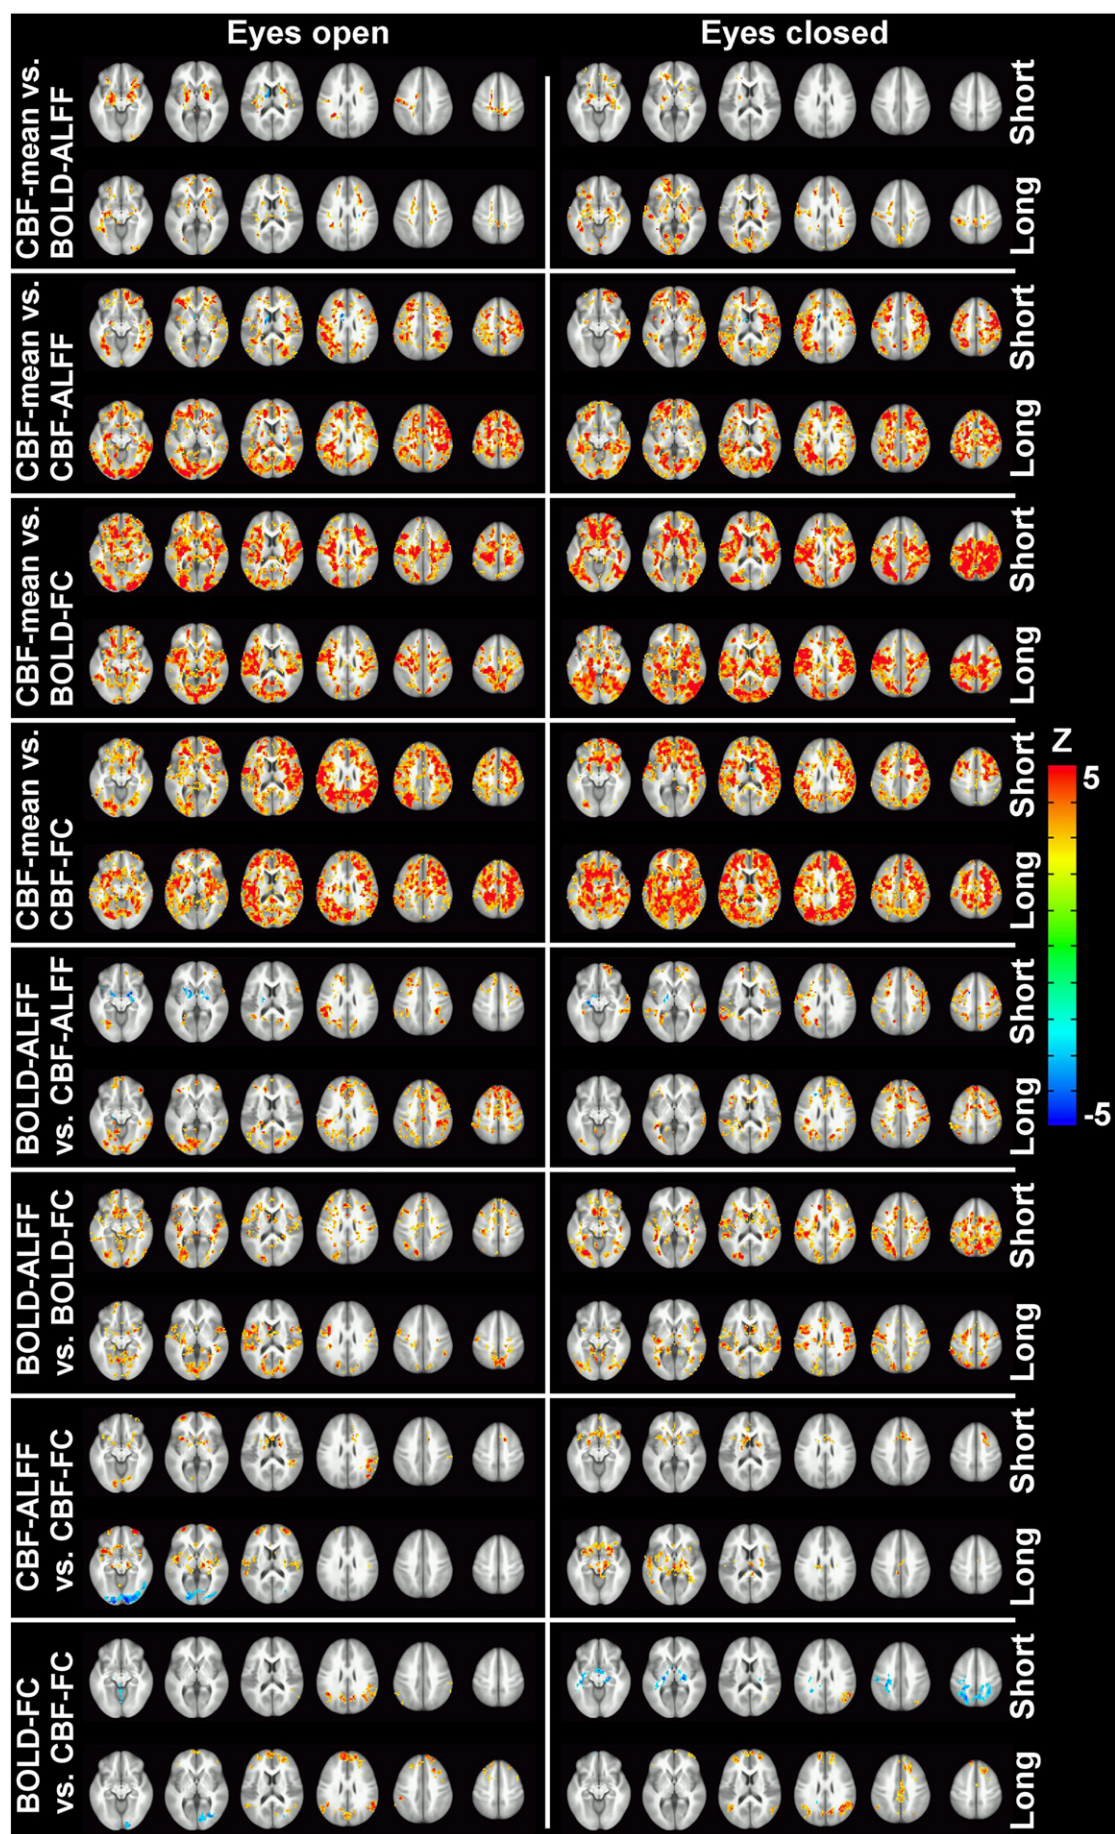 Eyes open
Eyes closed
CBF-mean vs.
BOLD-ALFF
Short
Long
CBF-mean vs.
CBF-ALFF
Short
Long
CBF-mean vs.
BOLD-FC
Short
Long
CBF-mean vs.
CBF-FC
Short
Long
BOLD-ALFF
vs. CBF-ALFF
Short
Long
BOLD-ALFF
vs. BOLD-FC
Short
Long
CBF-ALFF
vs. CBF-FC
Short
Long
BOLD-FC
vs. CBF-FC
Short
Long
Z
5
-5